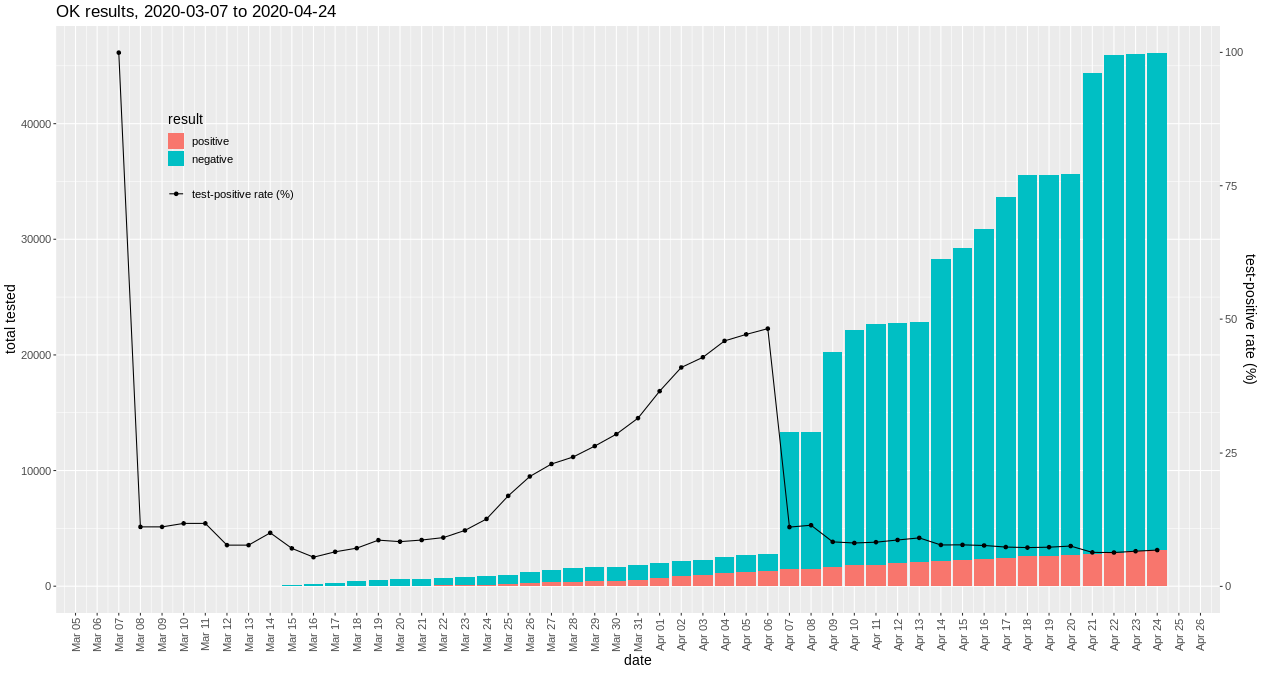 OK results, 2020-03-07 to 2020-04-24
total tested
40000
30000
20000
10000
0
result
positive
negative
test-positive rate (%)
100
75
50
25
0
test-positive rate (%)
Mar 05
Mar 06
Mar 07
Mar 08
Mar 09
Mar 10
Mar 11
Mar 12
Mar 13
Mar 14
Mar 15
Mar 16
Mar 17
Mar 18
Mar 19
Mar 20
Mar 21
Mar 22
Mar 23
Mar 24
Mar 25
Mar 26
Mar 27
Mar 28
Mar 29
Mar 30
Mar 31
Apr 01
Apr 02
Apr 03
Apr 04
Apr 05
Apr 06
Apr 07
Apr 08
Apr 09
Apr 10
Apr 11
Apr 12
Apr 13
Apr 14
Apr 15
Apr 16
Apr 17
Apr 18
Apr 19
Apr 20
Apr 21
Apr 22
Apr 23
Apr 24
Apr 25
Apr 26
date